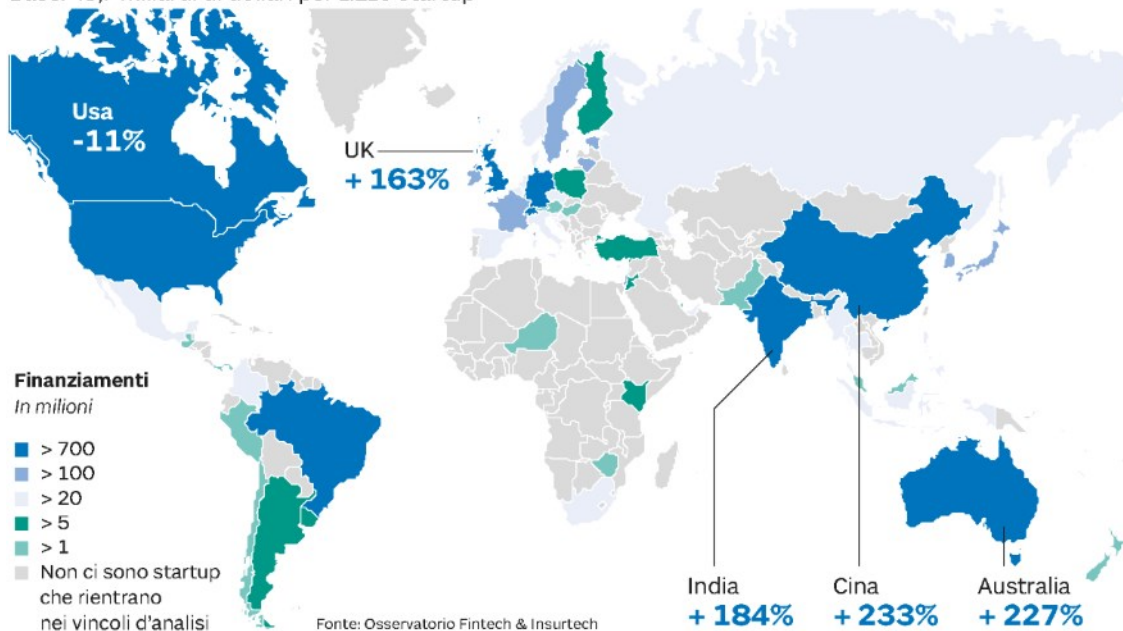 Usa
-11%
UK
+ 163%
Finanziamenti
In milioni
> 700
> 100
> 20
> 5
> 1
Non ci sono startup
che rientrano
nei vincoli d'analisi
Fonte: Osservatorio Fintech & Insurtech
India
+ 184%
Cina
+ 233%
Australia
+ 227%